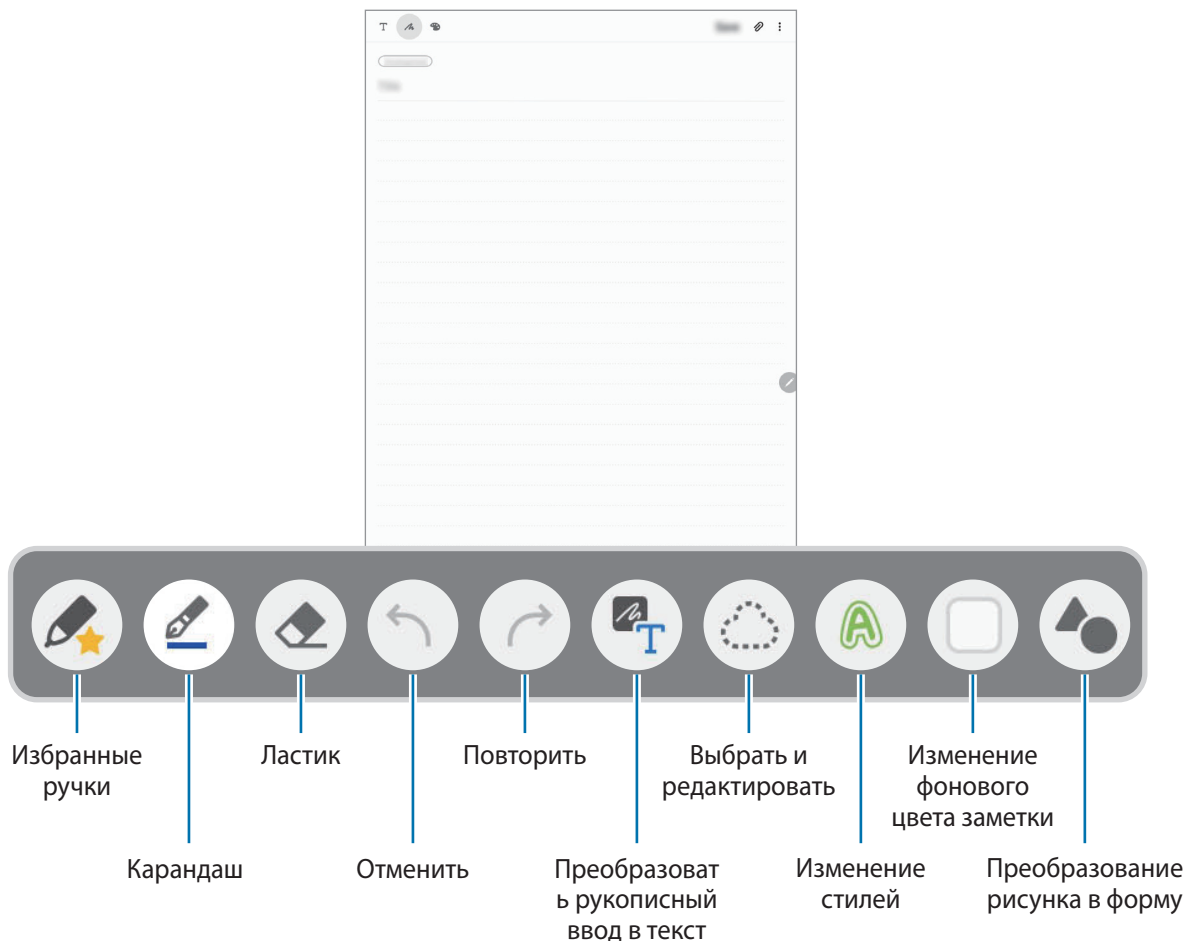 T
T
A
Избранные
ручки
Ластик
Повторить
Выбрать и
редактировать
Изменение
фонового
цвета заметки
Карандаш
Отменить
Преобразоват
ь рукописный
ввод в текст
Изменение
стилей
Преобразование
рисунка в форму